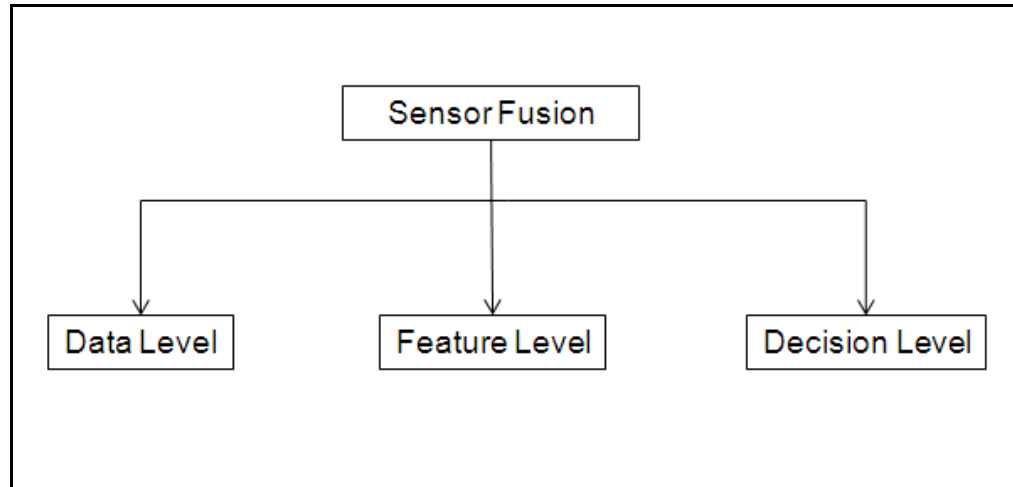 Sensor Fusion
Data Level
Feature Level
Decision Level